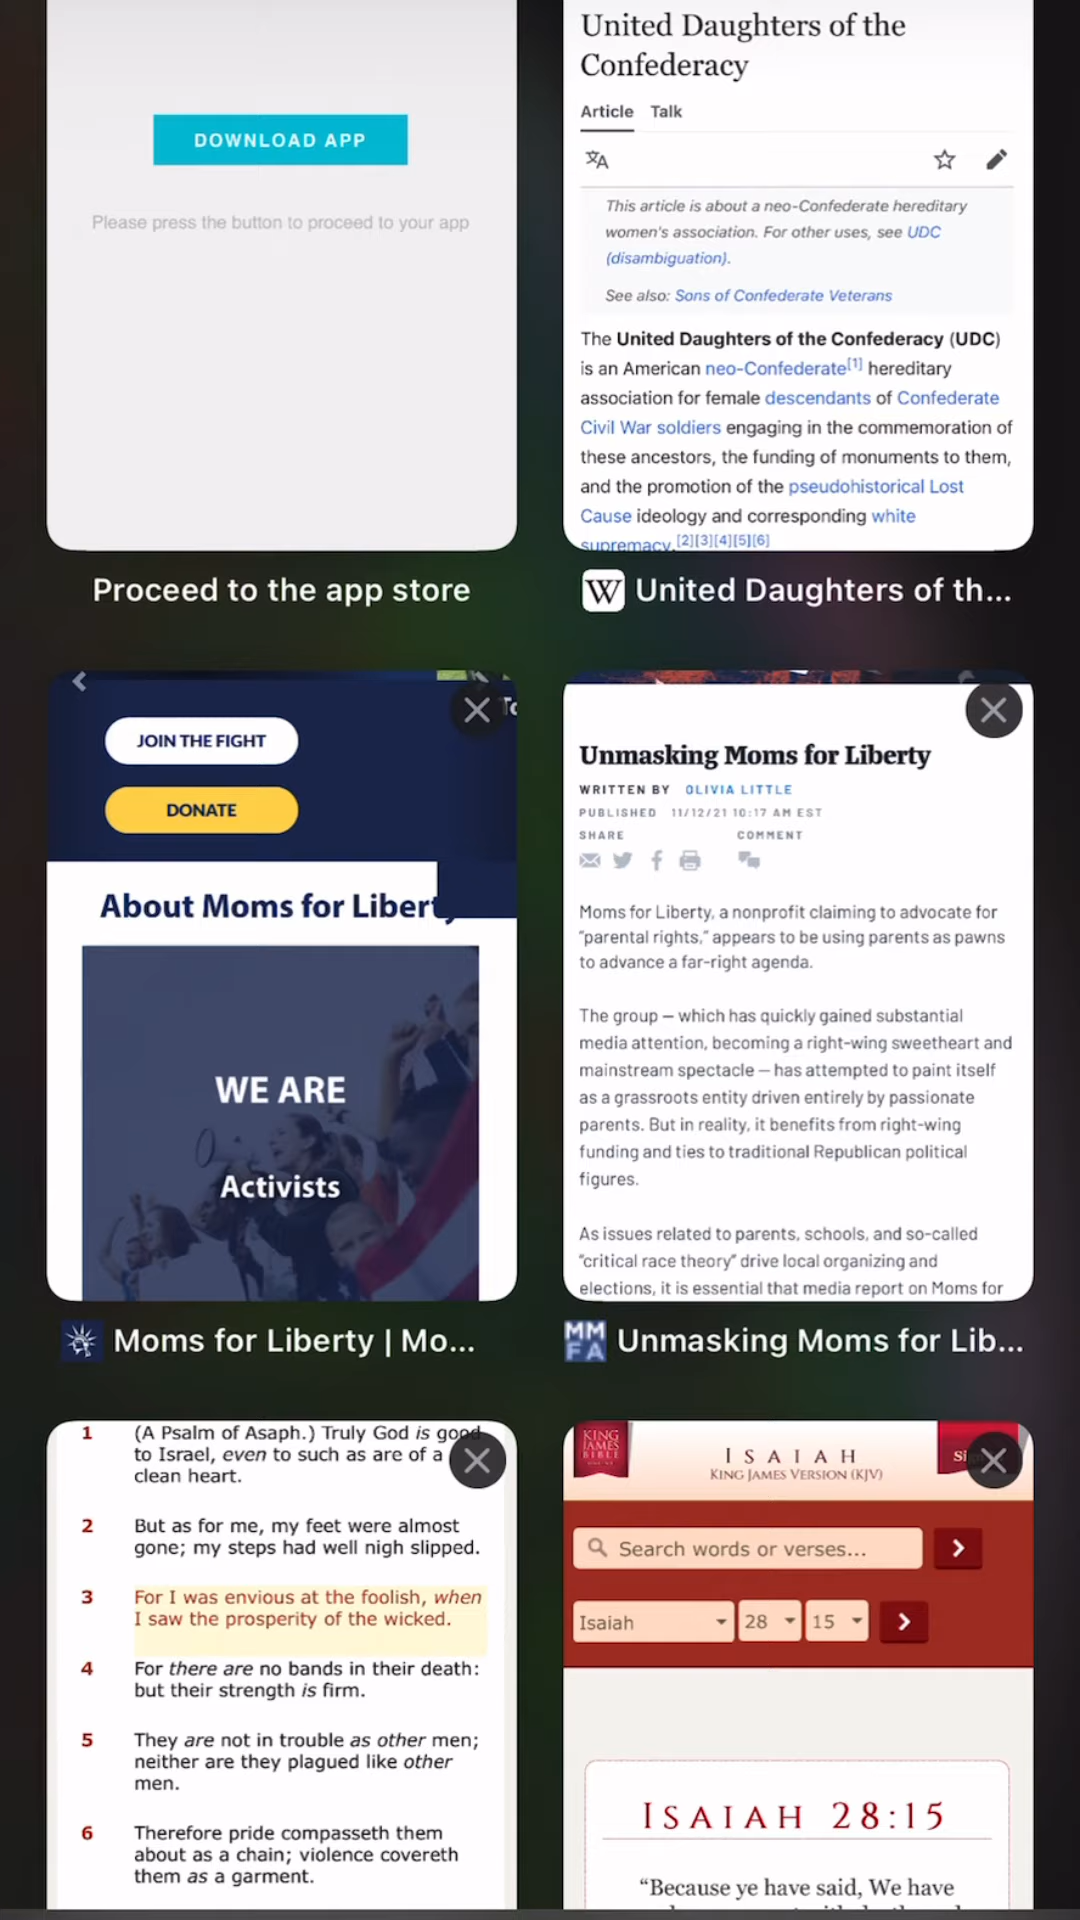 DOWNLOAD APP
Please press the button to proceed to your app
Proceed to the app store
United Daughters of the
Confederacy
Article Talk
This article is about a neo-Confederate hereditary
women's association. For other uses, see UDC
(disambiguation).
See also: Sons of Confederate Veterans
The United Daughters of the Confederacy (UDC)
is an American neo-Confederate[1] hereditary
association for female descendants of Confederate
Civil War soldiers engaging in the commemoration of
these ancestors, the funding of monuments to them,
and the promotion of the pseudohistorical Lost
Cause ideology and corresponding white
supremacy.[2][3][4][5][6]
W United Daughters of th...
JOIN THE FIGHT
DONATE
About Moms for Liberty
WE ARE
Activists
Moms for Liberty | Mo...
Unmasking Moms for Liberty
WRITTEN BY OLIVIA LITTLE
PUBLISHED 11/12/21 10:17 AM EST
SHARE COMMENT
Moms for Liberty, a nonprofit claiming to advocate for
“parental rights,” appears to be using parents as pawns
to advance a far-right agenda.
The group — which has quickly gained substantial
media attention, becoming a right-wing sweetheart and
mainstream spectacle — has attempted to paint itself
as a grassroots entity driven entirely by passionate
parents. But in reality, it benefits from right-wing
funding and ties to traditional Republican political
figures.
As issues related to parents, schools, and so-called
“critical race theory” drive local organizing and
elections, it is essential that media report on Moms for
MMFA Unmasking Moms for Lib...
1 (A Psalm of Asaph.) Truly God is good
to Israel, even to such as are of a
clean heart.
2 But as for me, my feet were almost
gone; my steps had well nigh slipped.
3 For I was envious at the foolish, when
I saw the prosperity of the wicked.
4 For there are no bands in their death:
but their strength is firm.
5 They are not in trouble as other men;
neither are they plagued like other
men.
6 Therefore pride compasseth them
about as a chain; violence covereth
them as a garment.
KING
JAMES
BIBLE
ISAIAH
KING JAMES VERSION (KJV)
Search words or verses...
Isaiah 28 15
ISAIAH 28:15
“Because ye have said, We have